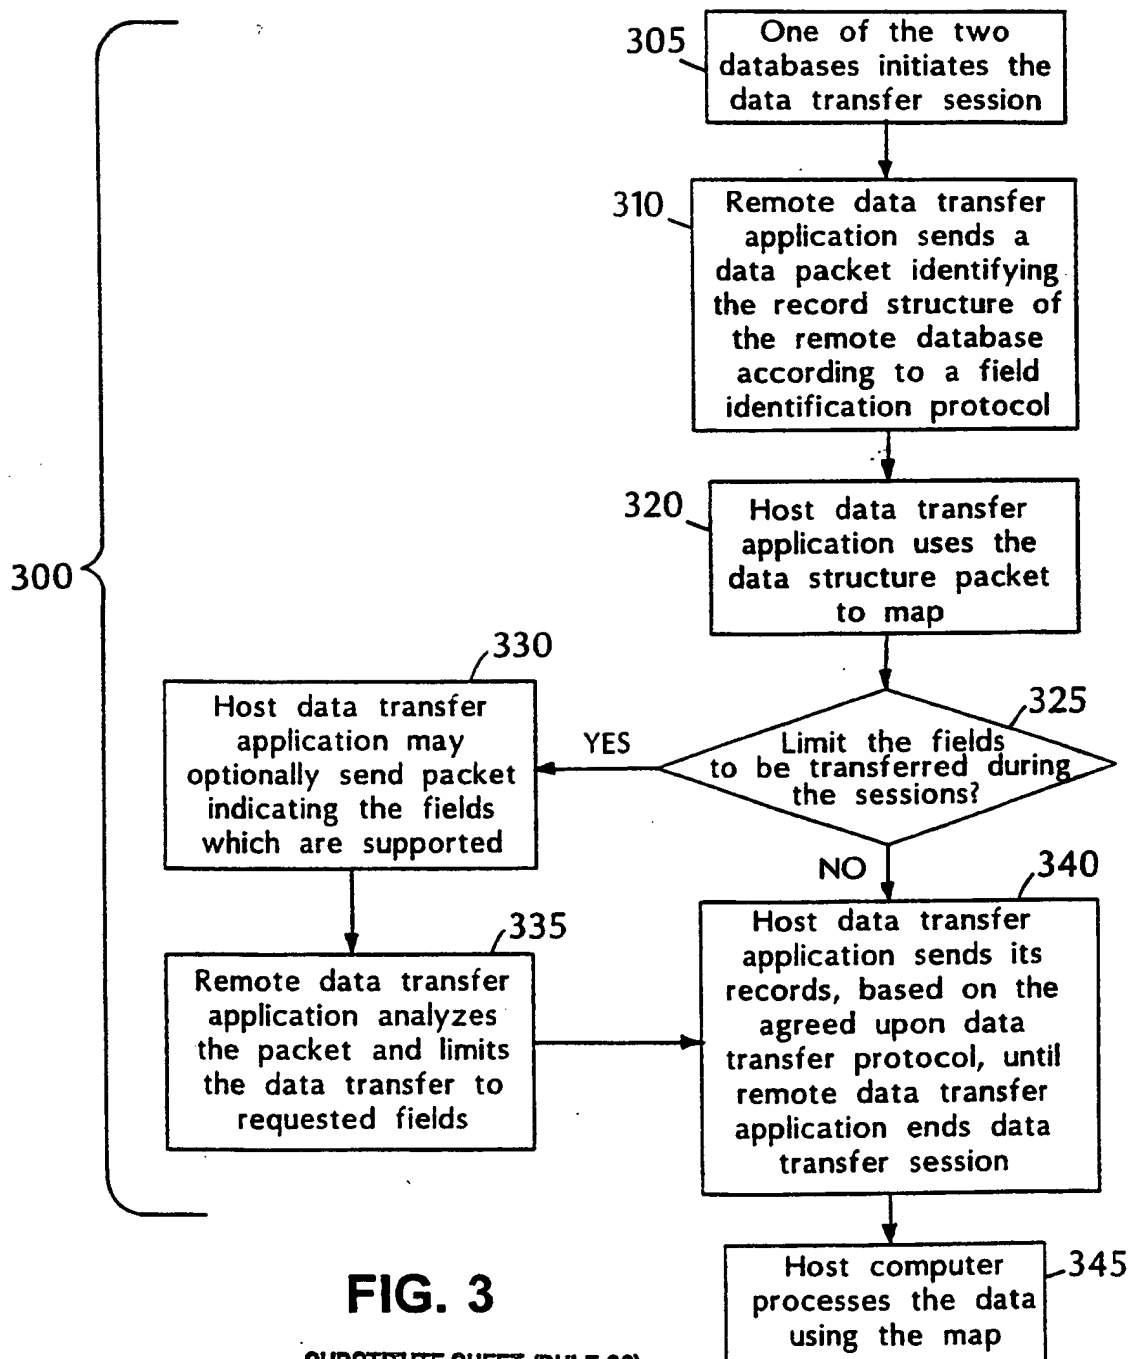 305
One of the two
databases initiates the
data transfer session
310
Remote data transfer
application sends a
data packet identifying
the record structure of
the remote database
according to a field
identification protocol
320
Host data transfer
application uses the
data structure packet
to map
300
325
Limit the fields
to be transferred during
the sessions?
YES
NO
330
Host data transfer
application may
optionally send packet
indicating the fields
which are supported
335
Remote data transfer
application analyzes
the packet and limits
the data transfer to
requested fields
340
Host data transfer
application sends its
records, based on the
agreed upon data
transfer protocol, until
remote data transfer
application ends data
transfer session
345
Host computer
processes the data
using the map
FIG. 3